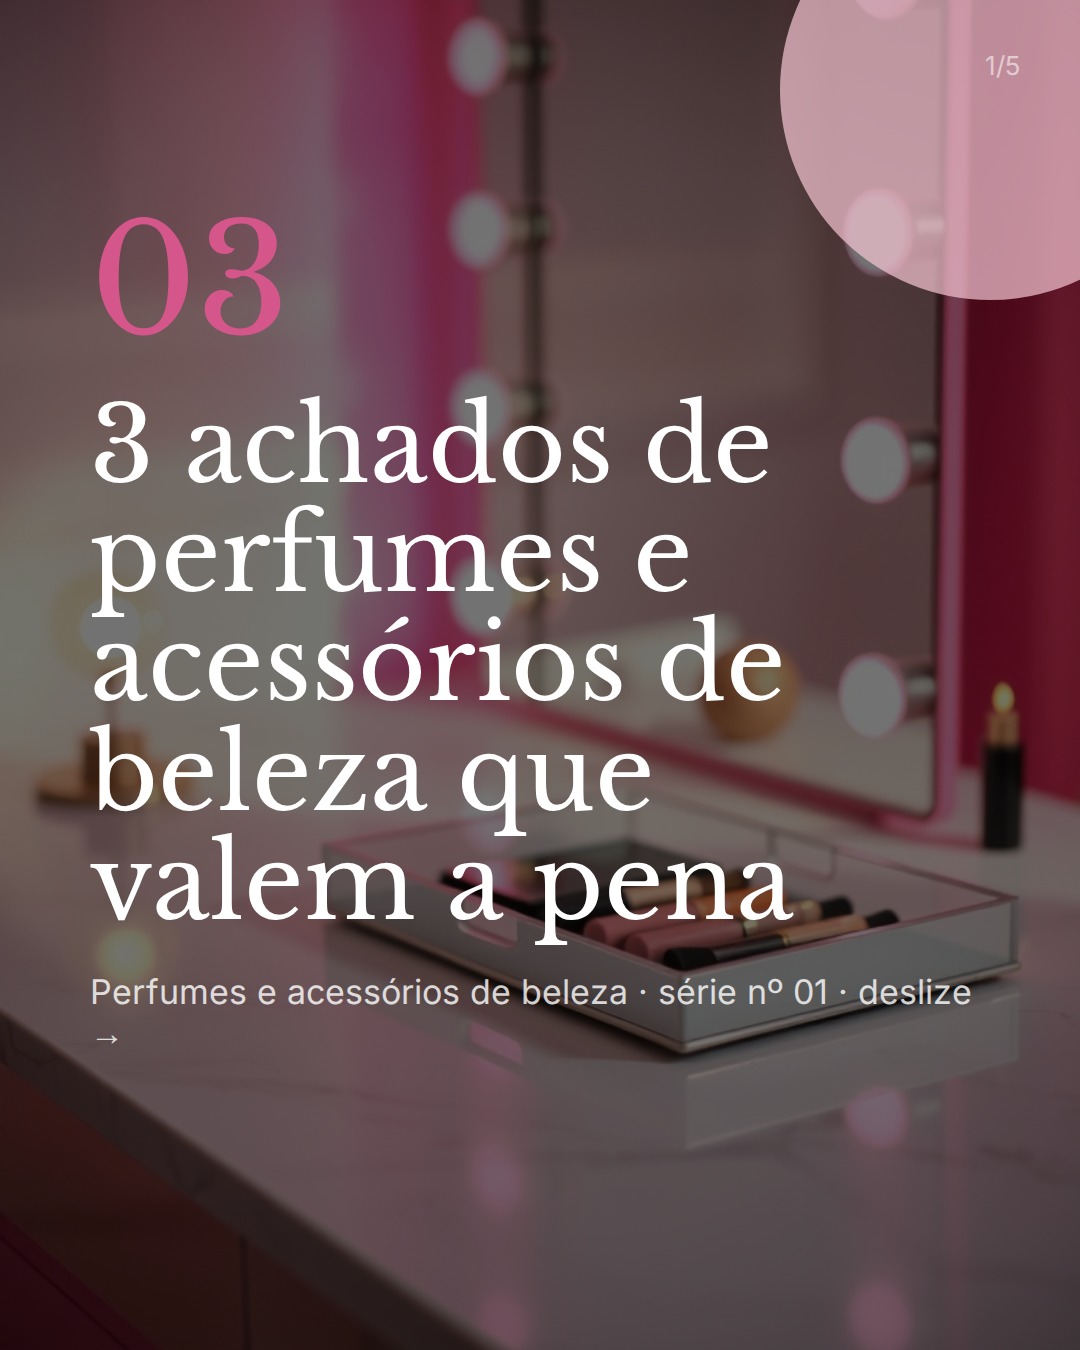 1/5
03
3 achados de
perfumes e
acessórios de
beleza que
valem a pena
Perfumes e acessórios de beleza · série nº 01 · deslize
→